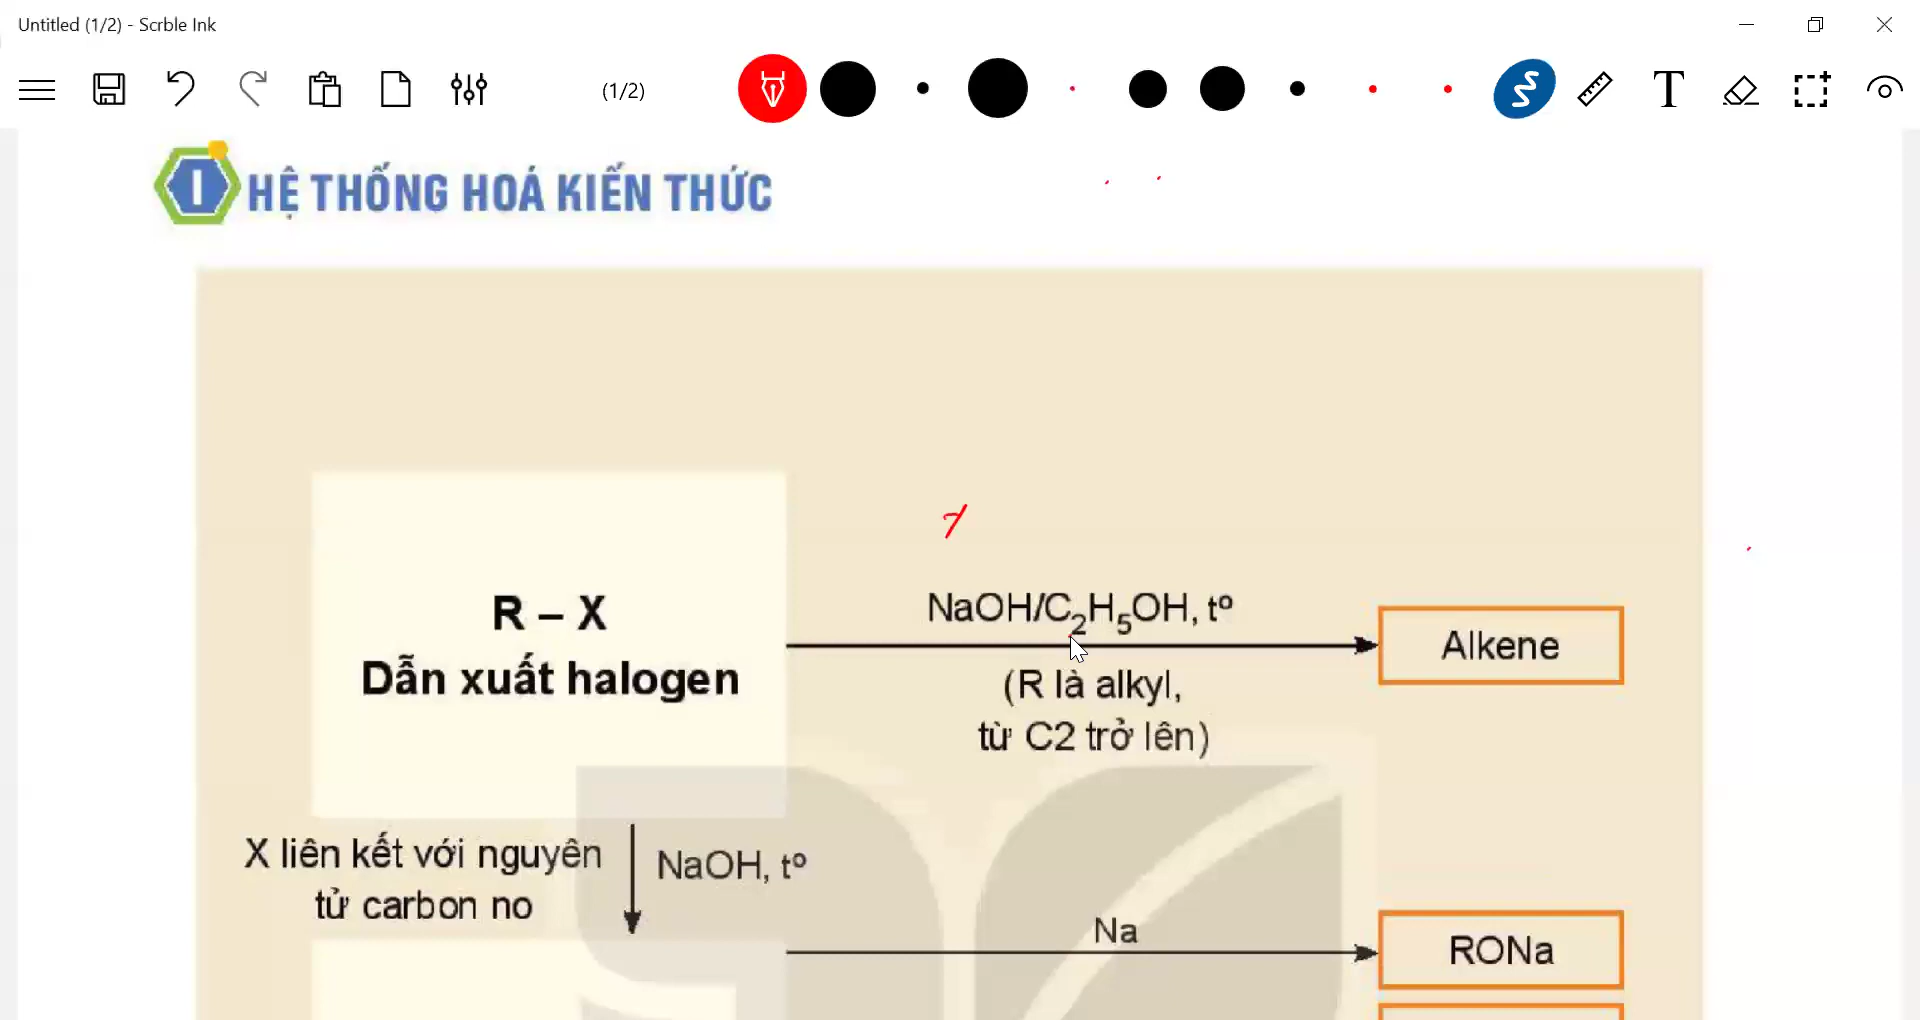 Untitled (1/2) - Scrble Ink
(1/2)
T
I HỆ THỐNG HOÁ KIẾN THỨC
7
R – X
Dẫn xuất halogen
NaOH/C₂H₅OH, tº
(R là alkyl,
từ C2 trở lên)
Alkene
X liên kết với nguyên
tử carbon no
NaOH, tº
Na
RONa